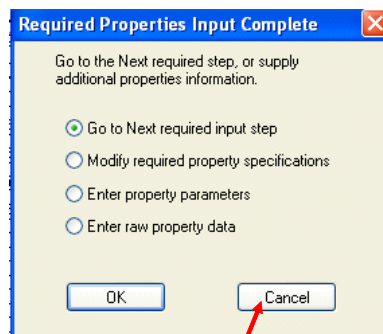 Required Properties Input Complete
Go to the Next required step, or supply
additional properties information.
Go to Next required input step
Modify required property specifications
Enter property parameters
Enter raw property data
OK
Cancel